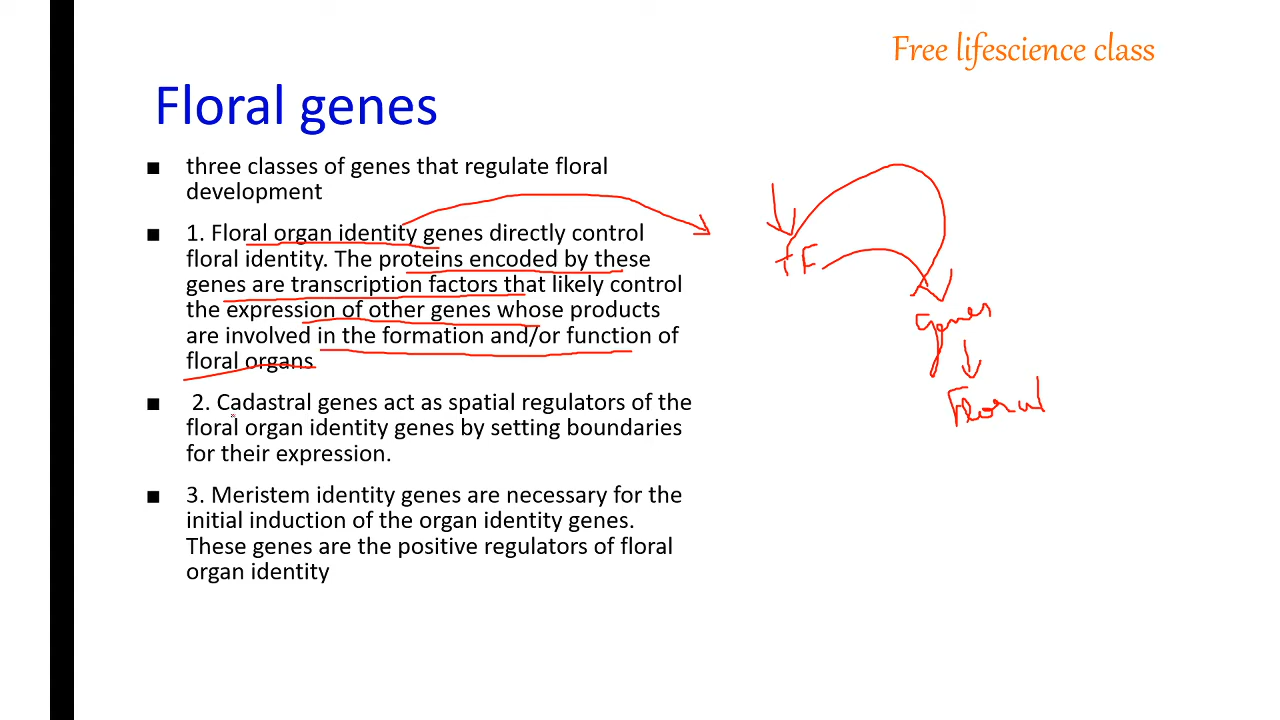 Free lifescience class
Floral genes
■ three classes of genes that regulate floral
development
■ 1. Floral organ identity genes directly control
floral identity. The proteins encoded by these
genes are transcription factors that likely control
the expression of other genes whose products
are involved in the formation and/or function of
floral organs
■ 2. Cadastral genes act as spatial regulators of the
floral organ identity genes by setting boundaries
for their expression.
■ 3. Meristem identity genes are necessary for the
initial induction of the organ identity genes.
These genes are the positive regulators of floral
organ identity
tF
genes
Floral